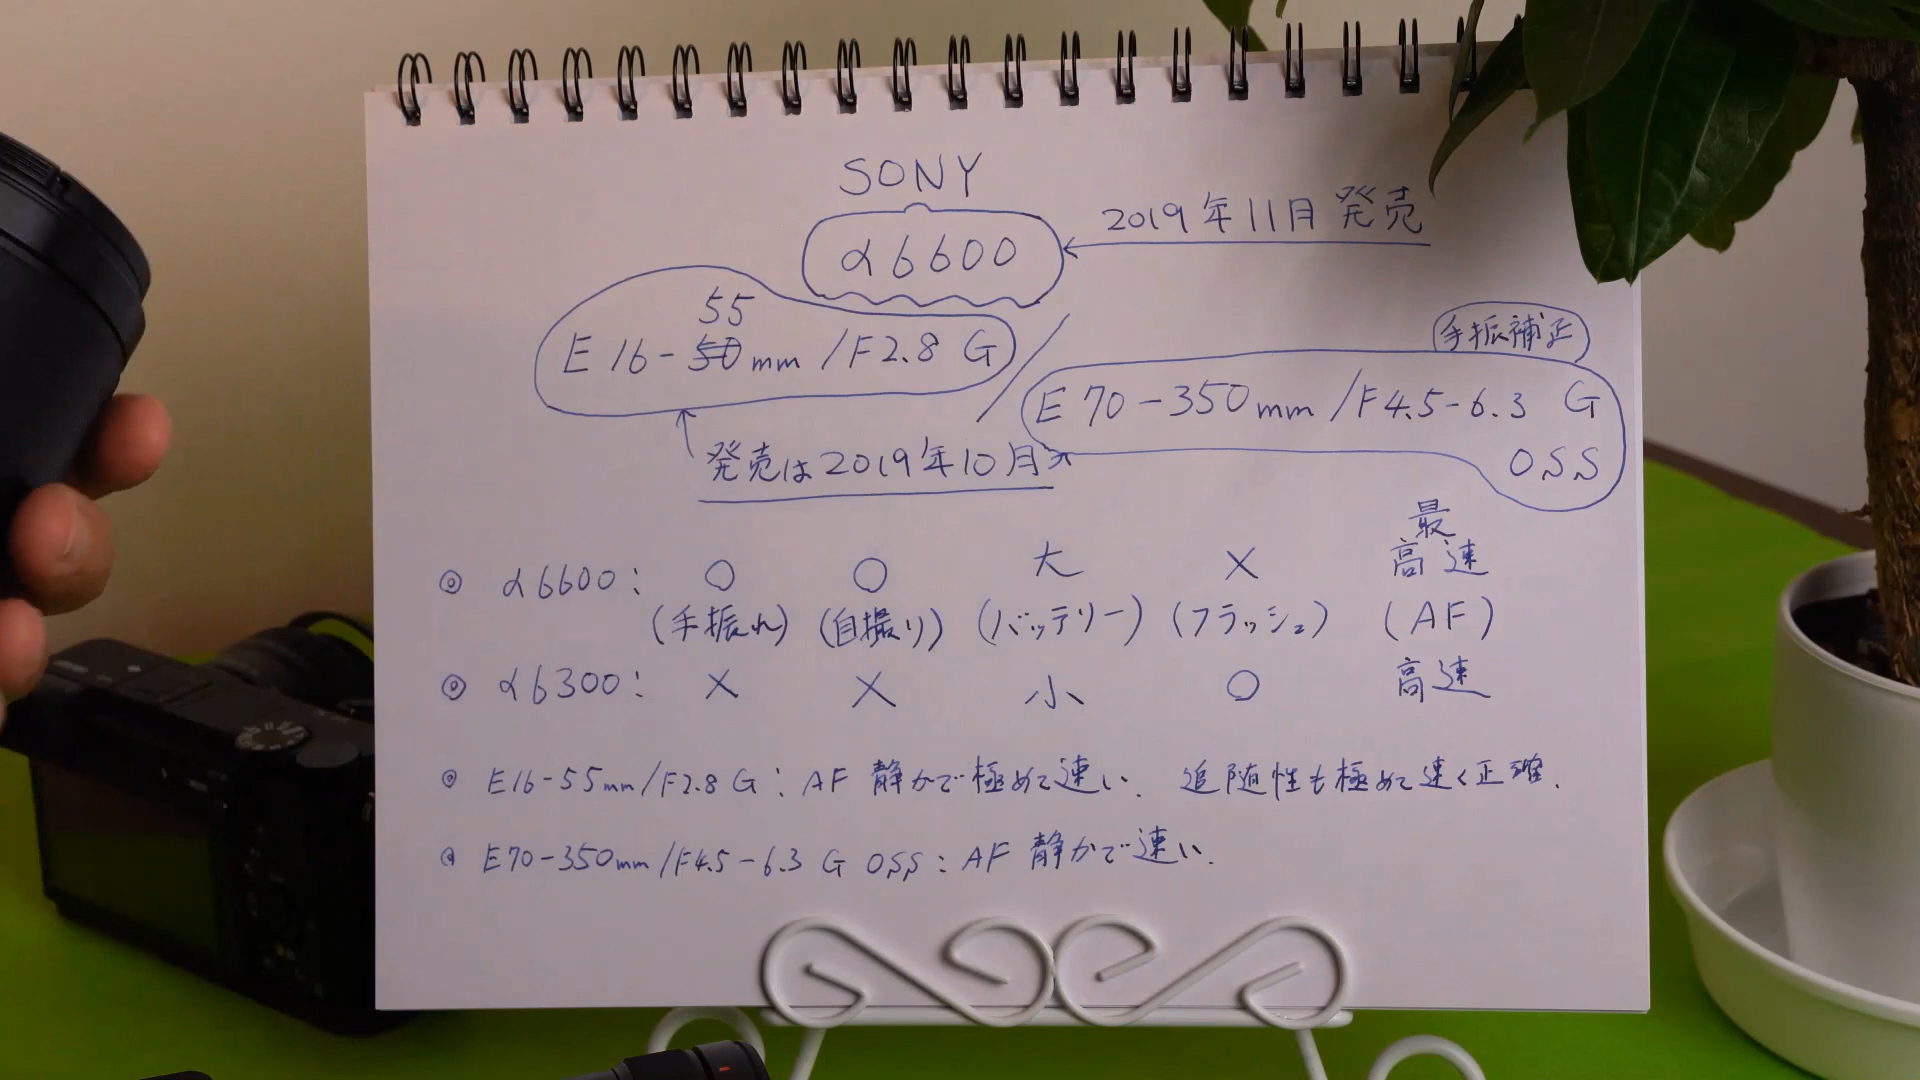 SONY
α6600 ← 2019年11月発売
55
E 16-50mm /F2.8 G
手振補正
E 70-350mm /F4.5-6.3 G
OSS
発売は2019年10月
最
◎ α6600: ○ ○ 大 × 高速
(手振れ) (自撮り) (バッテリー) (フラッシュ) (AF)
◎ α6300: × × 小 ○ 高速
◎ E16-55mm/F2.8 G: AF 静かで極めて速い. 追随性も極めて速く正確.
◎ E70-350mm/F4.5-6.3 G OSS: AF 静かで速い.